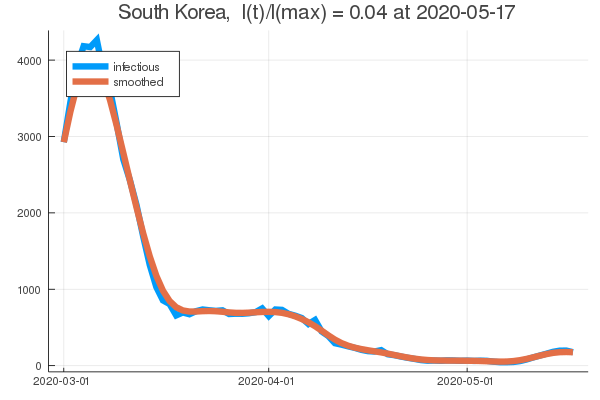 South Korea,  I(t)/I(max) = 0.04 at 2020-05-17
infectious
smoothed
4000
3000
2000
1000
0
2020-03-01
2020-04-01
2020-05-01